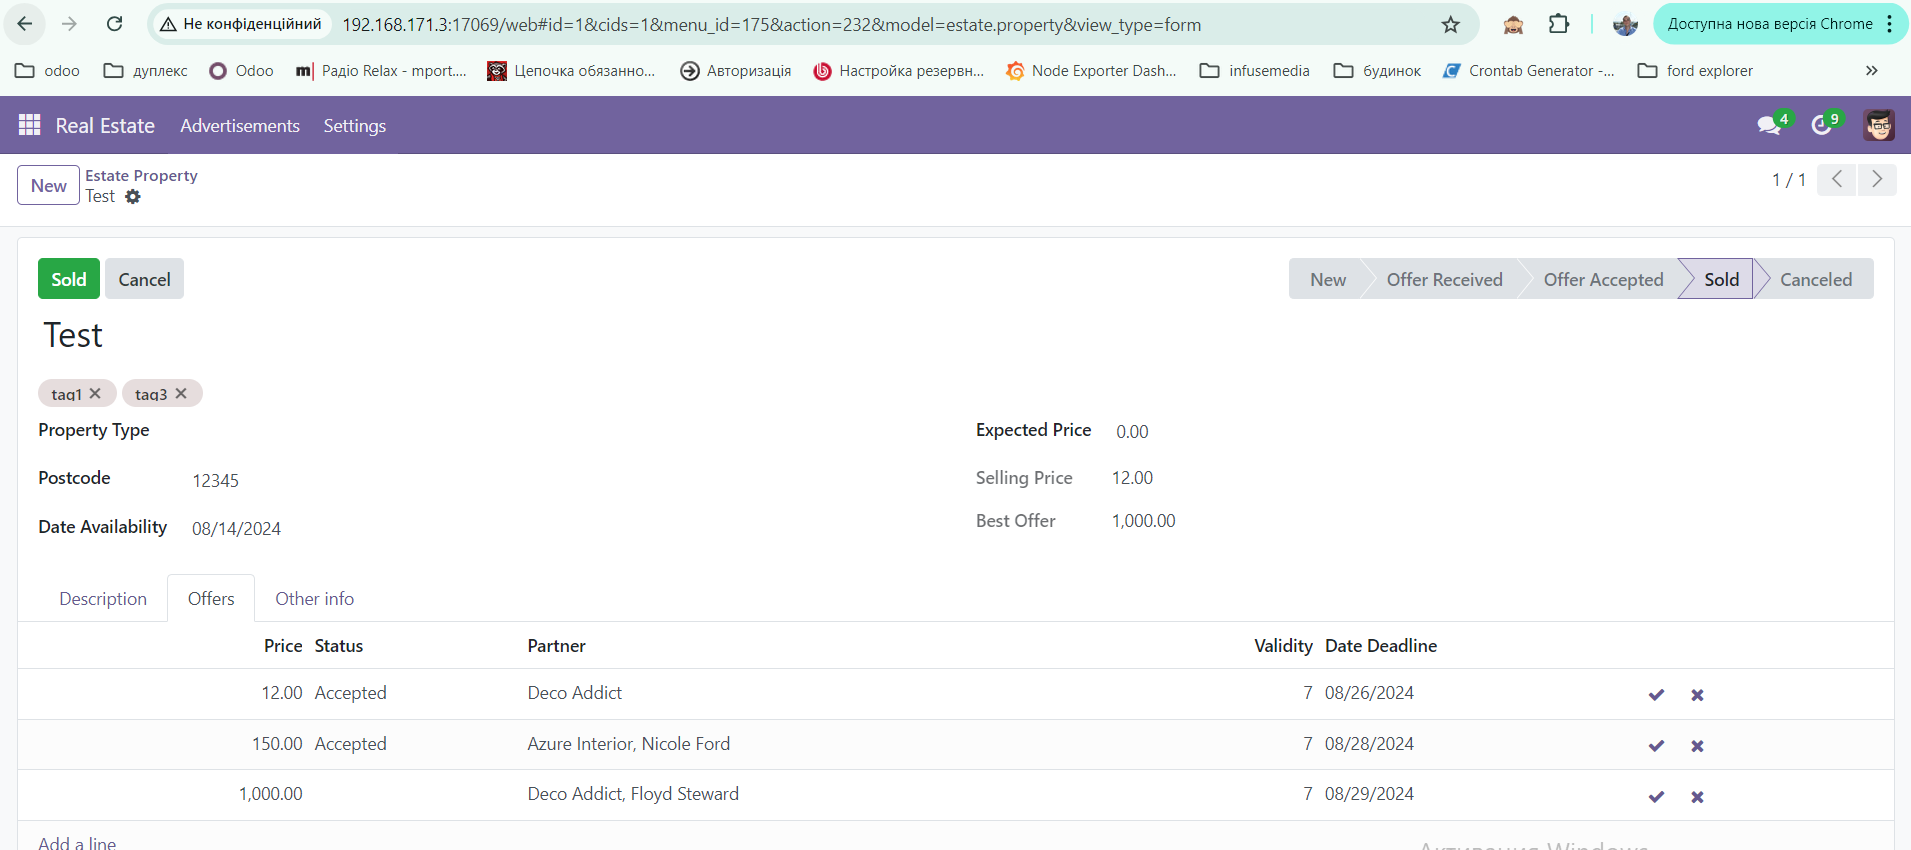 Не конфіденційний
192.168.171.3:17069/web#id=1&cids=1&menu_id=175&action=232&model=estate.property&view_type=form
Доступна нова версія Chrome
odoo дуплекс Odoo Радіо Relax - mport.... Цепочка обязанно... Авторизація Настройка резервн... Node Exporter Dash... infusemedia будинок Crontab Generator -... ford explorer
Real Estate Advertisements Settings 4 9
New
Estate Property
Test
1 / 1
Sold Cancel New Offer Received Offer Accepted Sold Canceled
Test
tag1 tag3
Property Type
Expected Price 0.00
Postcode 12345
Selling Price 12.00
Date Availability 08/14/2024
Best Offer 1,000.00
Description Offers Other info
Price Status Partner Validity Date Deadline
12.00 Accepted Deco Addict 7 08/26/2024
150.00 Accepted Azure Interior, Nicole Ford 7 08/28/2024
1,000.00 Deco Addict, Floyd Steward 7 08/29/2024
Add a line
Активация Windows